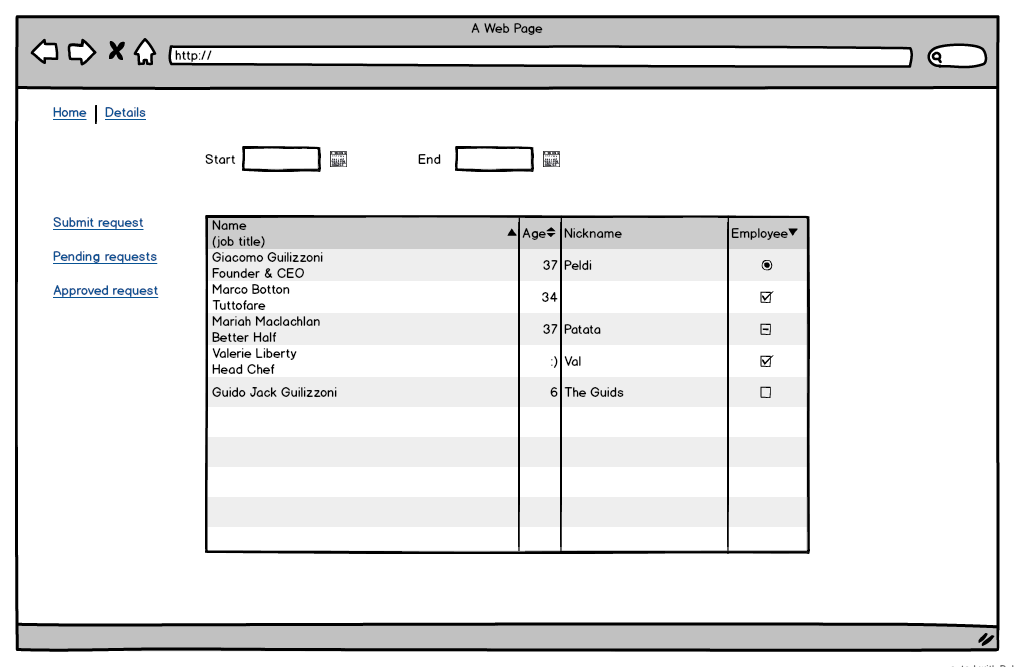 A Web Page
http://
Home Details
Start End
Submit request
Pending requests
Approved request
Name
(job title)
Age Nickname Employee
Giacomo Guilizzoni
Founder & CEO
37 Peldi
Marco Botton
Tuttofare
34
Mariah Maclachlan
Better Half
37 Patata
Valerie Liberty
Head Chef
:) Val
Guido Jack Guilizzoni 6 The Guids